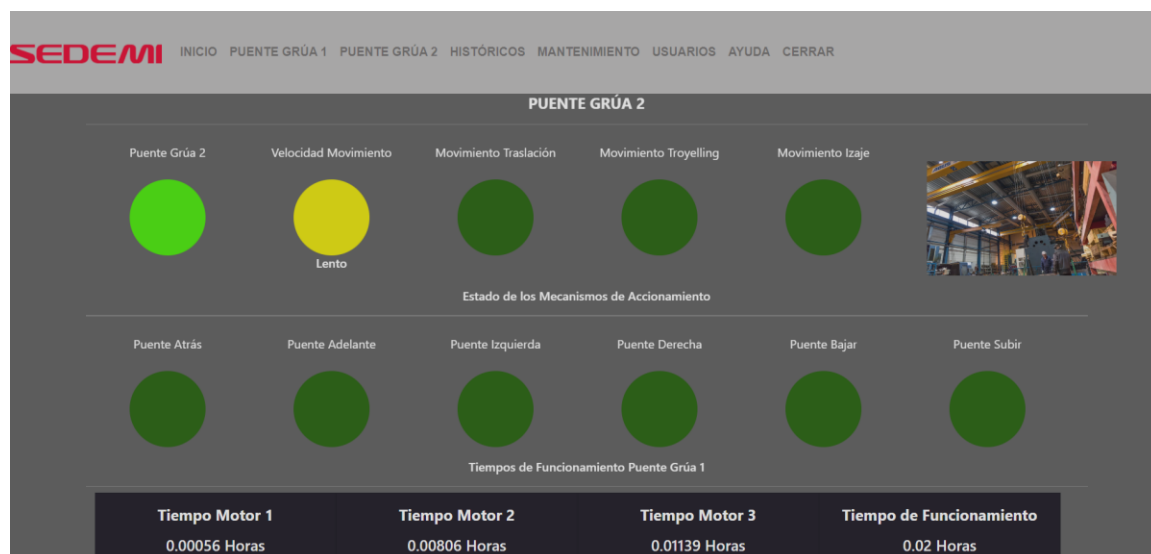 SEDEMI INICIO PUENTE GRÚA 1 PUENTE GRÚA 2 HISTÓRICOS MANTENIMIENTO USUARIOS AYUDA CERRAR
PUENTE GRÚA 2
Puente Grúa 2 Velocidad Movimiento Movimiento Traslación Movimiento Troyelling Movimiento Izaje
Lento
Estado de los Mecanismos de Accionamiento
Puente Atrás Puente Adelante Puente Izquierda Puente Derecha Puente Bajar Puente Subir
Tiempos de Funcionamiento Puente Grúa 1
Tiempo Motor 1 Tiempo Motor 2 Tiempo Motor 3 Tiempo de Funcionamiento
0.00056 Horas 0.00806 Horas 0.01139 Horas 0.02 Horas